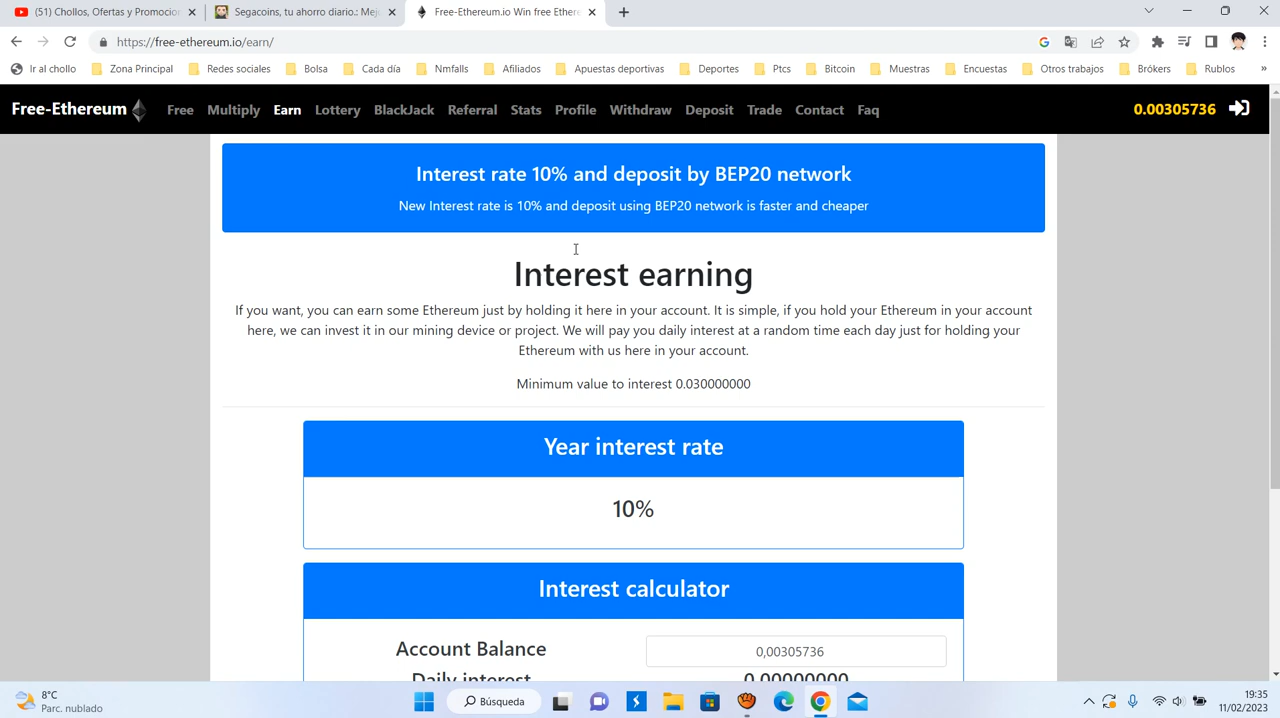 (51) Chollos, Ofertas y Promocior
Segacoins, tu ahorro diario.: Mej
Free-Ethereum.io Win free Ethere
https://free-ethereum.io/earn/
Ir al chollo Zona Principal Redes sociales Bolsa Cada día Nmfalls Afiliados Apuestas deportivas Deportes Ptcs Bitcoin Muestras Encuestas Otros trabajos Brókers Rublos »
Free-Ethereum Free Multiply Earn Lottery BlackJack Referral Stats Profile Withdraw Deposit Trade Contact Faq 0.00305736
Interest rate 10% and deposit by BEP20 network
New Interest rate is 10% and deposit using BEP20 network is faster and cheaper
Interest earning
If you want, you can earn some Ethereum just by holding it here in your account. It is simple, if you hold your Ethereum in your account
here, we can invest it in our mining device or project. We will pay you daily interest at a random time each day just for holding your
Ethereum with us here in your account.
Minimum value to interest 0.030000000
Year interest rate
10%
Interest calculator
Account Balance 0,00305736
Daily interest 0.00000000
8°C
Parc. nublado
Búsqueda
19:35
11/02/2023